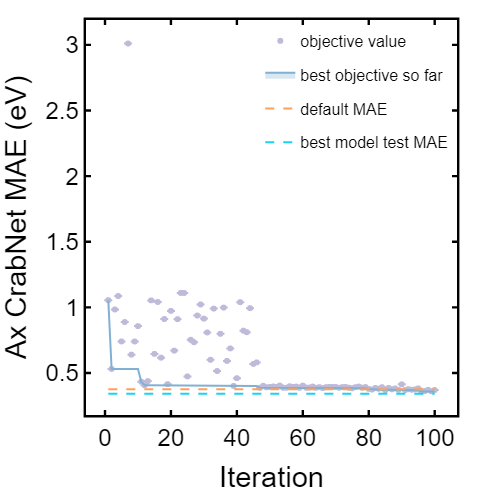 Ax CrabNet MAE (eV)
3
2.5
2
1.5
1
0.5
objective value
best objective so far
default MAE
best model test MAE
0 20 40 60 80 100
Iteration